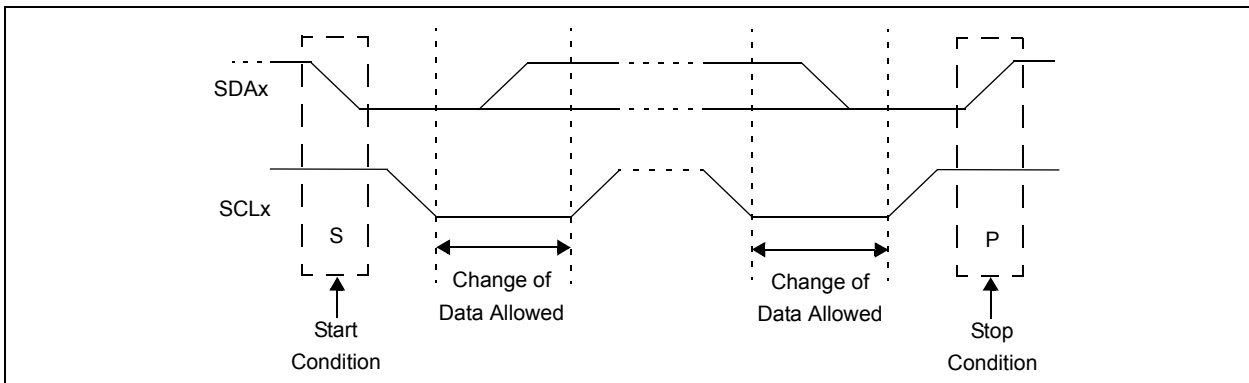 SDAx
SCLx
S
P
Change of
Data Allowed
Change of
Data Allowed
Start
Condition
Stop
Condition